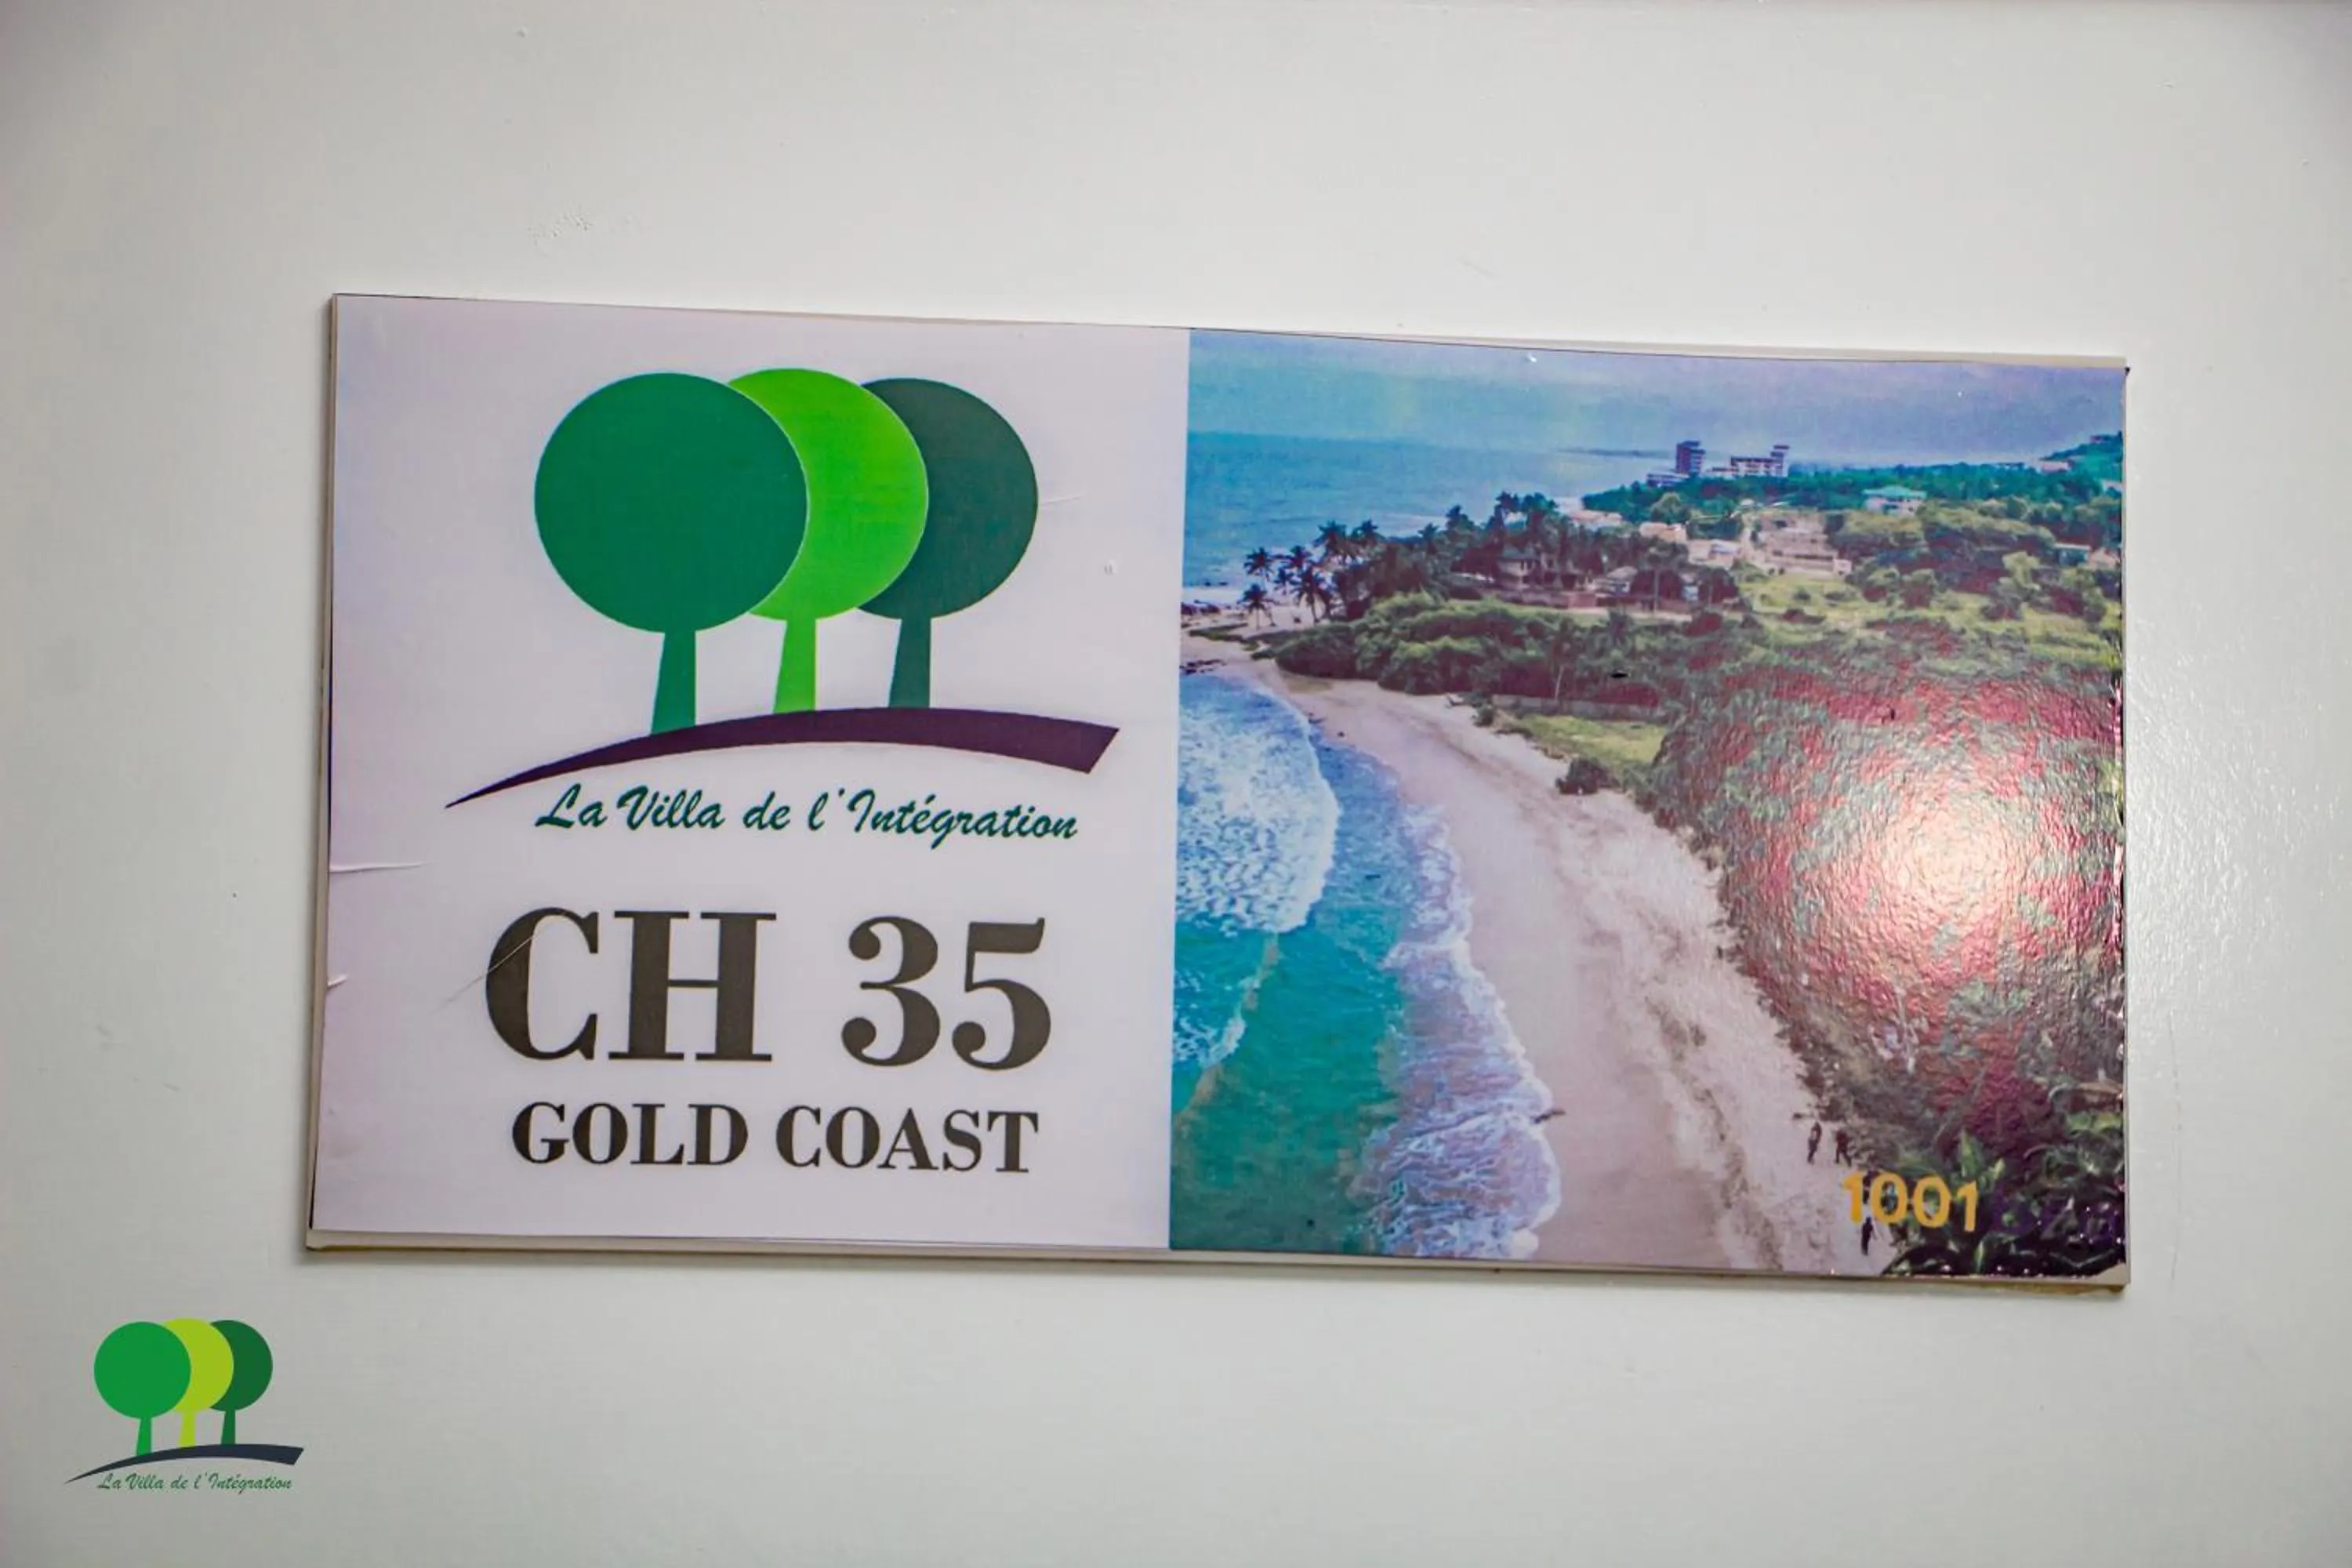 La Villa de l'Intégration
CH 35
GOLD COAST
1001
La Villa de l'Intégration